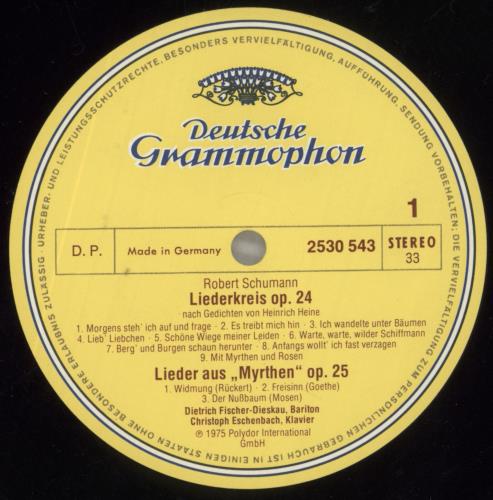 ALLE URHEBER- UND LEISTUNGSSCHUTZRECHTE, BESONDERS VERVIELFÄLTIGUNG, AUFFÜHRUNG, SENDUNG VORBEHALTEN; DIE VERVIELFÄLTIGUNG ZUM PERSÖNLICHEN GEBRAUCH IST IN EINIGEN STAATEN OHNE BESONDERE ERLAUBNIS ZULÄSSIG.
Deutsche
Grammophon
1
D. P. Made in Germany 2530 543 STEREO
33
Robert Schumann
Liederkreis op. 24
nach Gedichten von Heinrich Heine
1. Morgens steh' ich auf und frage · 2. Es treibt mich hin · 3. Ich wandelte unter Bäumen
4. Lieb' Liebchen · 5. Schöne Wiege meiner Leiden · 6. Warte, warte, wilder Schiffmann
7. Berg' und Burgen schaun herunter · 8. Anfangs wollt' ich fast verzagen
9. Mit Myrthen und Rosen
Lieder aus „Myrthen" op. 25
1. Widmung (Rückert) · 2. Freisinn (Goethe)
3. Der Nußbaum (Mosen)
Dietrich Fischer-Dieskau, Bariton
Christoph Eschenbach, Klavier
Ⓟ 1975 Polydor International
GmbH